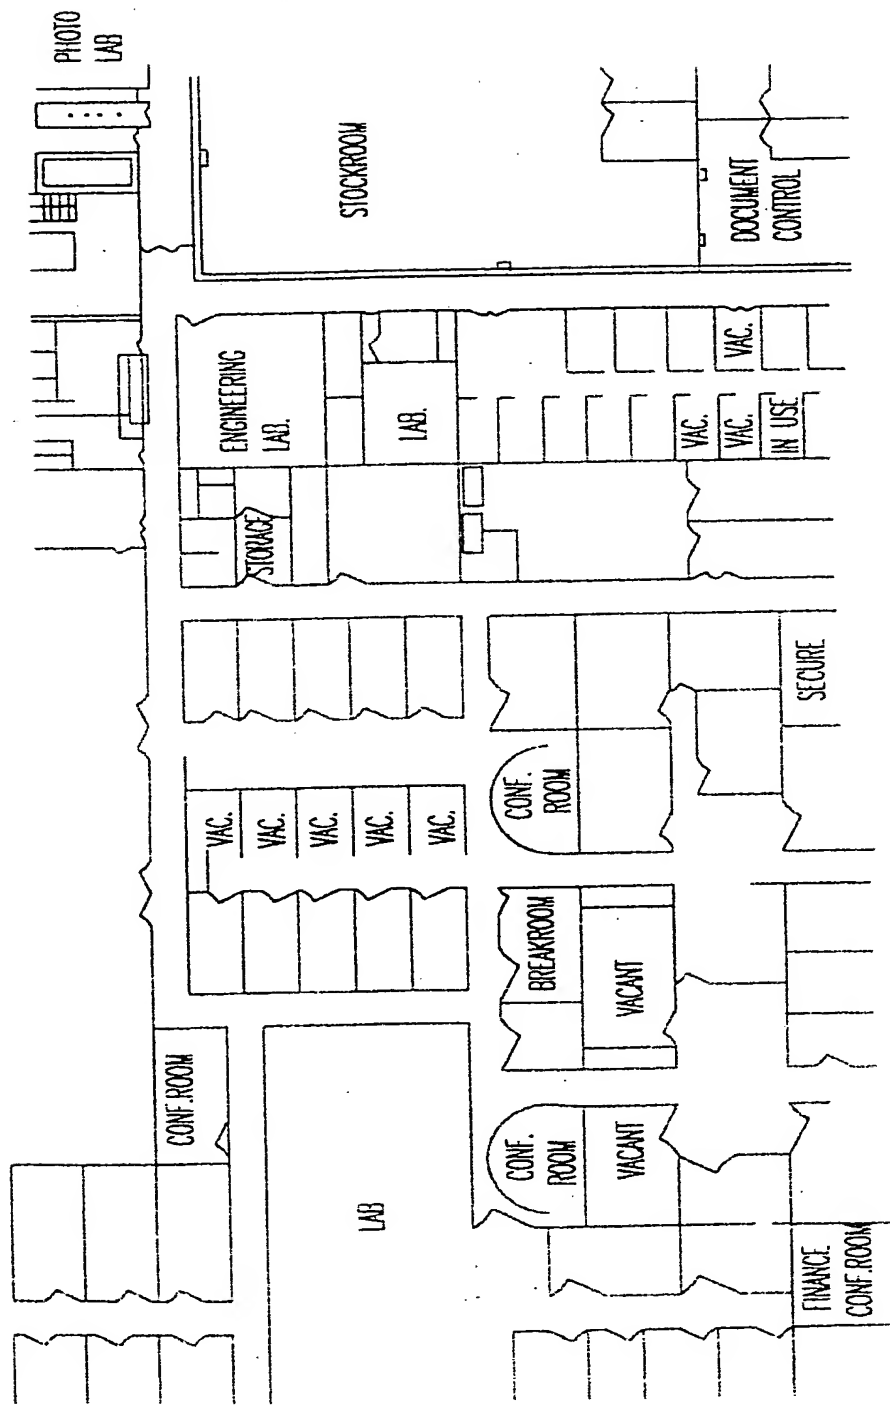 PHOTO
LAB
STOCKROOM
DOCUMENT
CONTROL
ENGINEERING
LAB.
LAB.
VAC.
VAC.
VAC.
IN USE
STORAGE
SECURE
CONF.
ROOM
VAC.
VAC.
VAC.
VAC.
VAC.
BREAKROOM
VACANT
CONF.ROOM
CONF.
ROOM
VACANT
LAB
FINANCE
CONF.ROOM